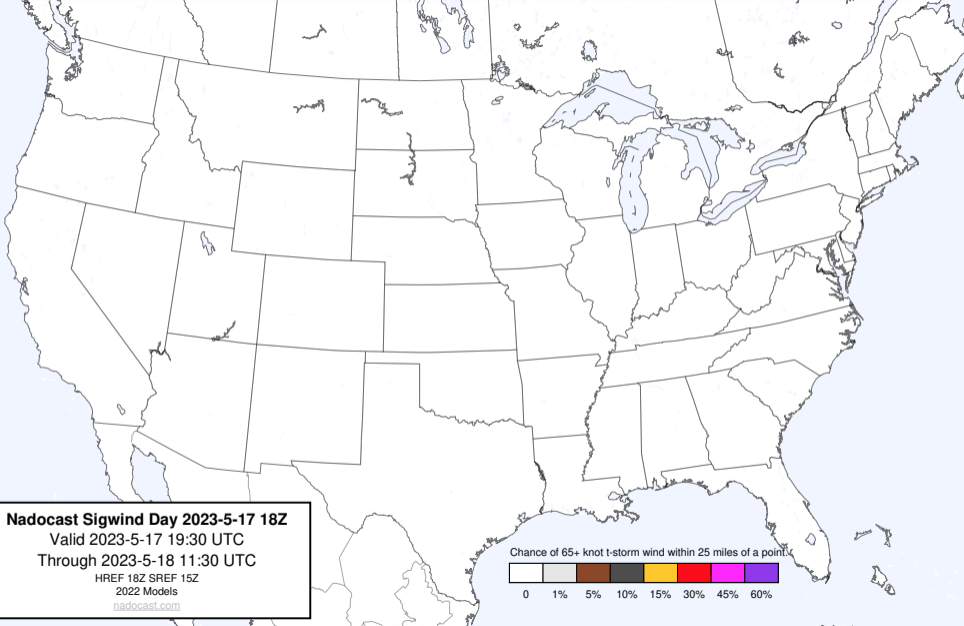 Nadocast Sigwind Day 2023-5-17 18Z
Valid 2023-5-17 19:30 UTC
Through 2023-5-18 11:30 UTC
HREF 18Z SREF 15Z
2022 Models
nadocast.com
Chance of 65+ knot t-storm wind within 25 miles of a point.
0 1% 5% 10% 15% 30% 45% 60%